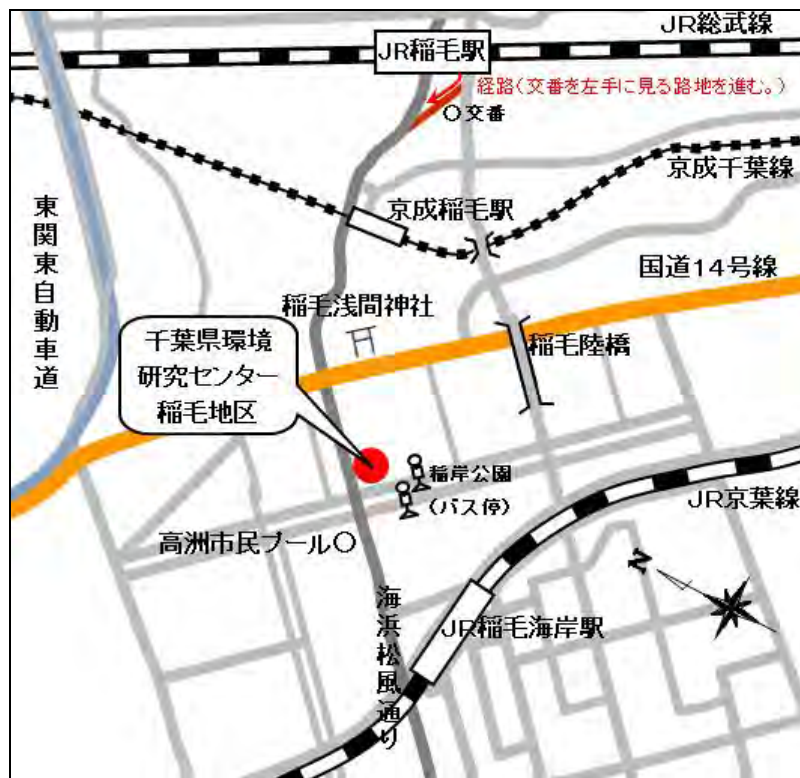 JR総武線
JR稲毛駅
経路(交番を左手に見る路地を進む。)
交番
京成千葉線
京成稲毛駅
東関東自動車道
国道14号線
稲毛浅間神社
千葉県環境
研究センター
稲毛地区
稲毛陸橋
稲岸公園
(バス停)
JR京葉線
高洲市民プール
N
海浜松風通り
JR稲毛海岸駅